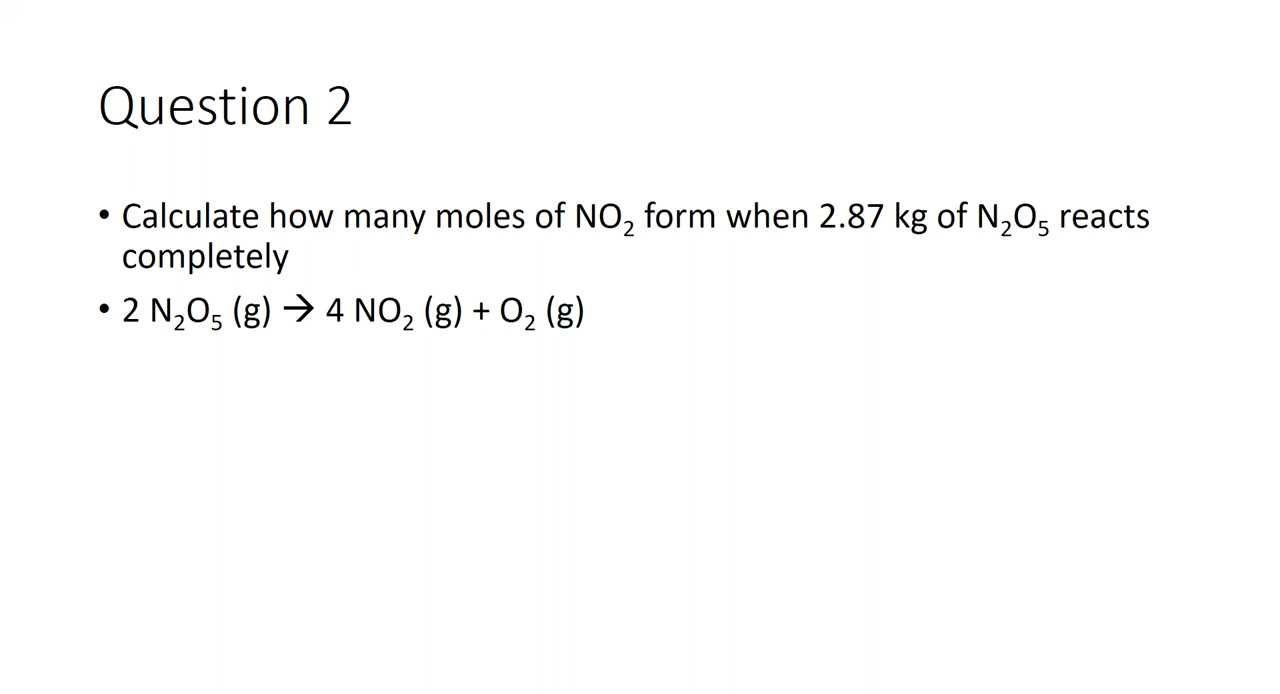 Question 2
• Calculate how many moles of NO₂ form when 2.87 kg of N₂O₅ reacts
completely
• 2 N₂O₅ (g) → 4 NO₂ (g) + O₂ (g)